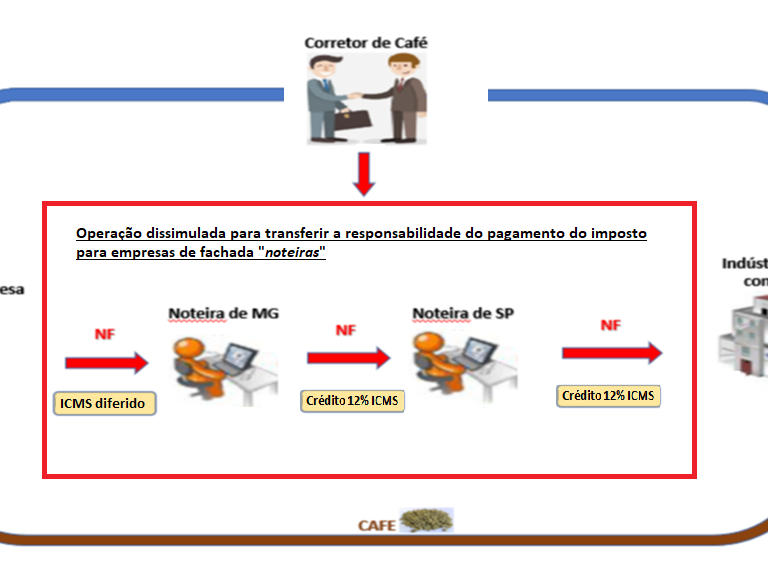 Corretor de Café
Operação dissimulada para transferir a responsabilidade do pagamento do imposto
para empresas de fachada "noteiras"
esa
Indúst
com
Noteira de MG
Noteira de SP
NF
NF
NF
ICMS diferido
Crédito 12% ICMS
Crédito 12% ICMS
CAFE